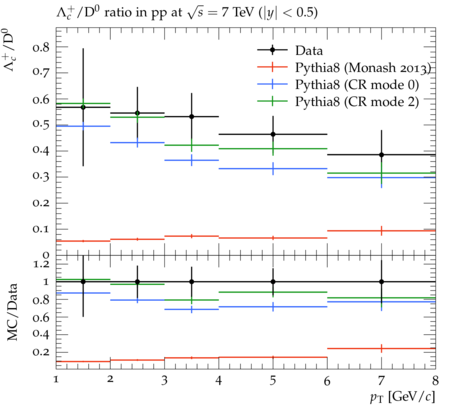 Λc+/D0 ratio in pp at √s = 7 TeV (|y| < 0.5)
Λc+/D0
0.8
0.7
0.6
0.5
0.4
0.3
0.2
0.1
0
Data
Pythia8 (Monash 2013)
Pythia8 (CR mode 0)
Pythia8 (CR mode 2)
MC/Data
1.2
1
0.8
0.6
0.4
0.2
1 2 3 4 5 6 7 8
pT [GeV/c]